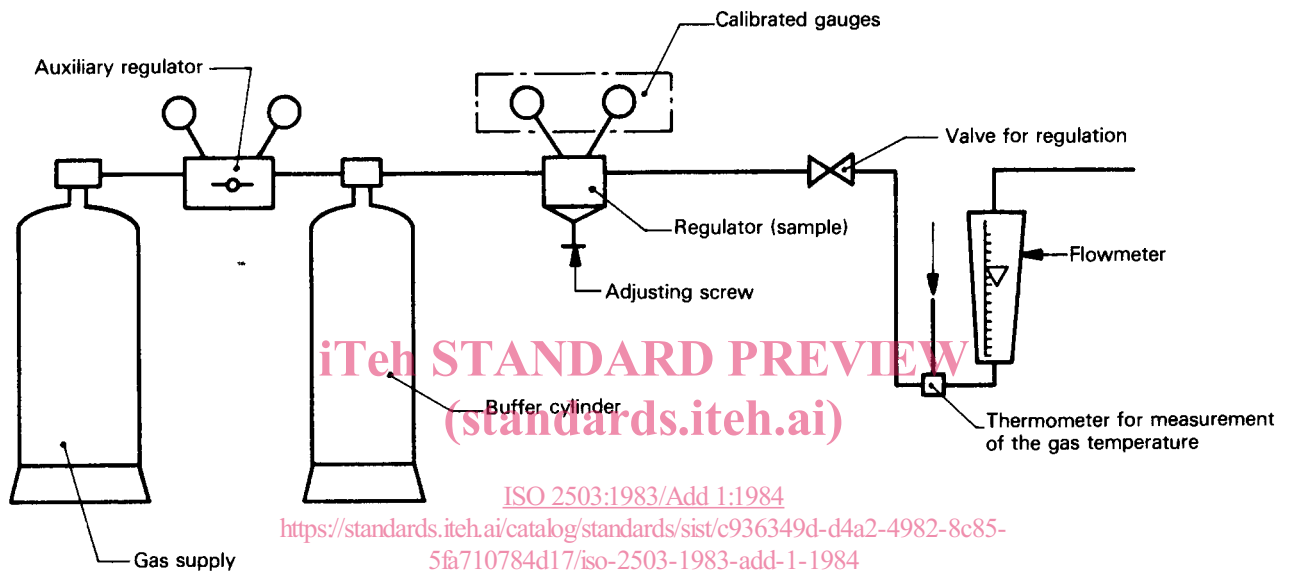 Calibrated gauges
Auxiliary regulator
Valve for regulation
Regulator (sample)
Flowmeter
Adjusting screw
iTeh STANDARD PREVIEW
Buffer cylinder
(standards.iteh.ai)
Thermometer for measurement
of the gas temperature
ISO 2503:1983/Add 1:1984
https://standards.iteh.ai/catalog/standards/sist/c936349d-d4a2-4982-8c85-
5fa710784d17/iso-2503-1983-add-1-1984
Gas supply